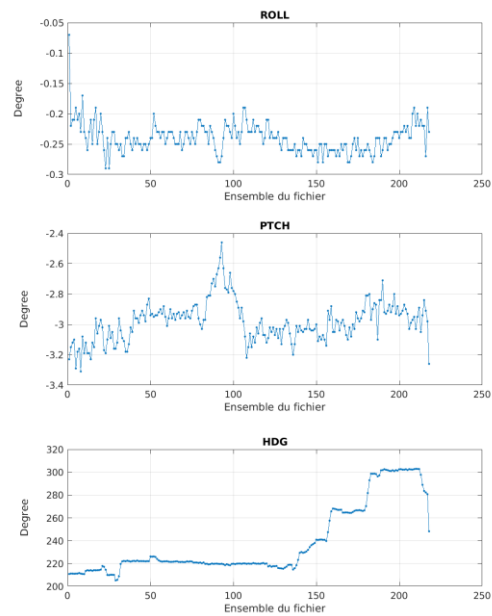 ROLL
-0.05
-0.1
-0.15
-0.2
-0.25
-0.3
Degree
0 50 100 150 200 250
Ensemble du fichier
PTCH
-2.4
-2.6
-2.8
-3
-3.2
-3.4
Degree
0 50 100 150 200 250
Ensemble du fichier
HDG
320
300
280
260
240
220
200
Degree
0 50 100 150 200 250
Ensemble du fichier